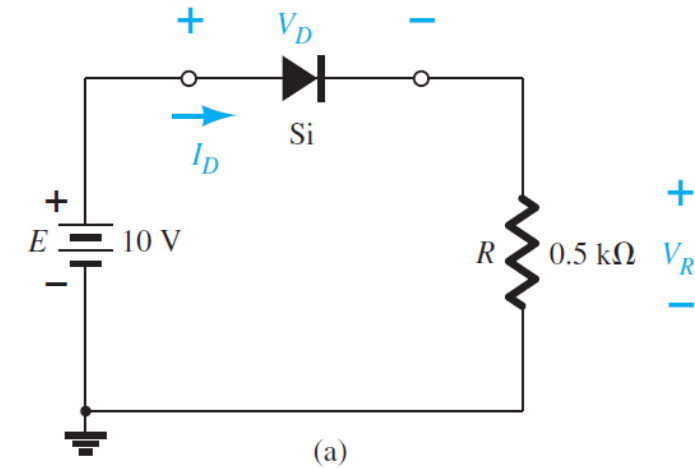 + V_D −
I_D
Si
+
E 10 V
−
R 0.5 kΩ
+
V_R
−
(a)